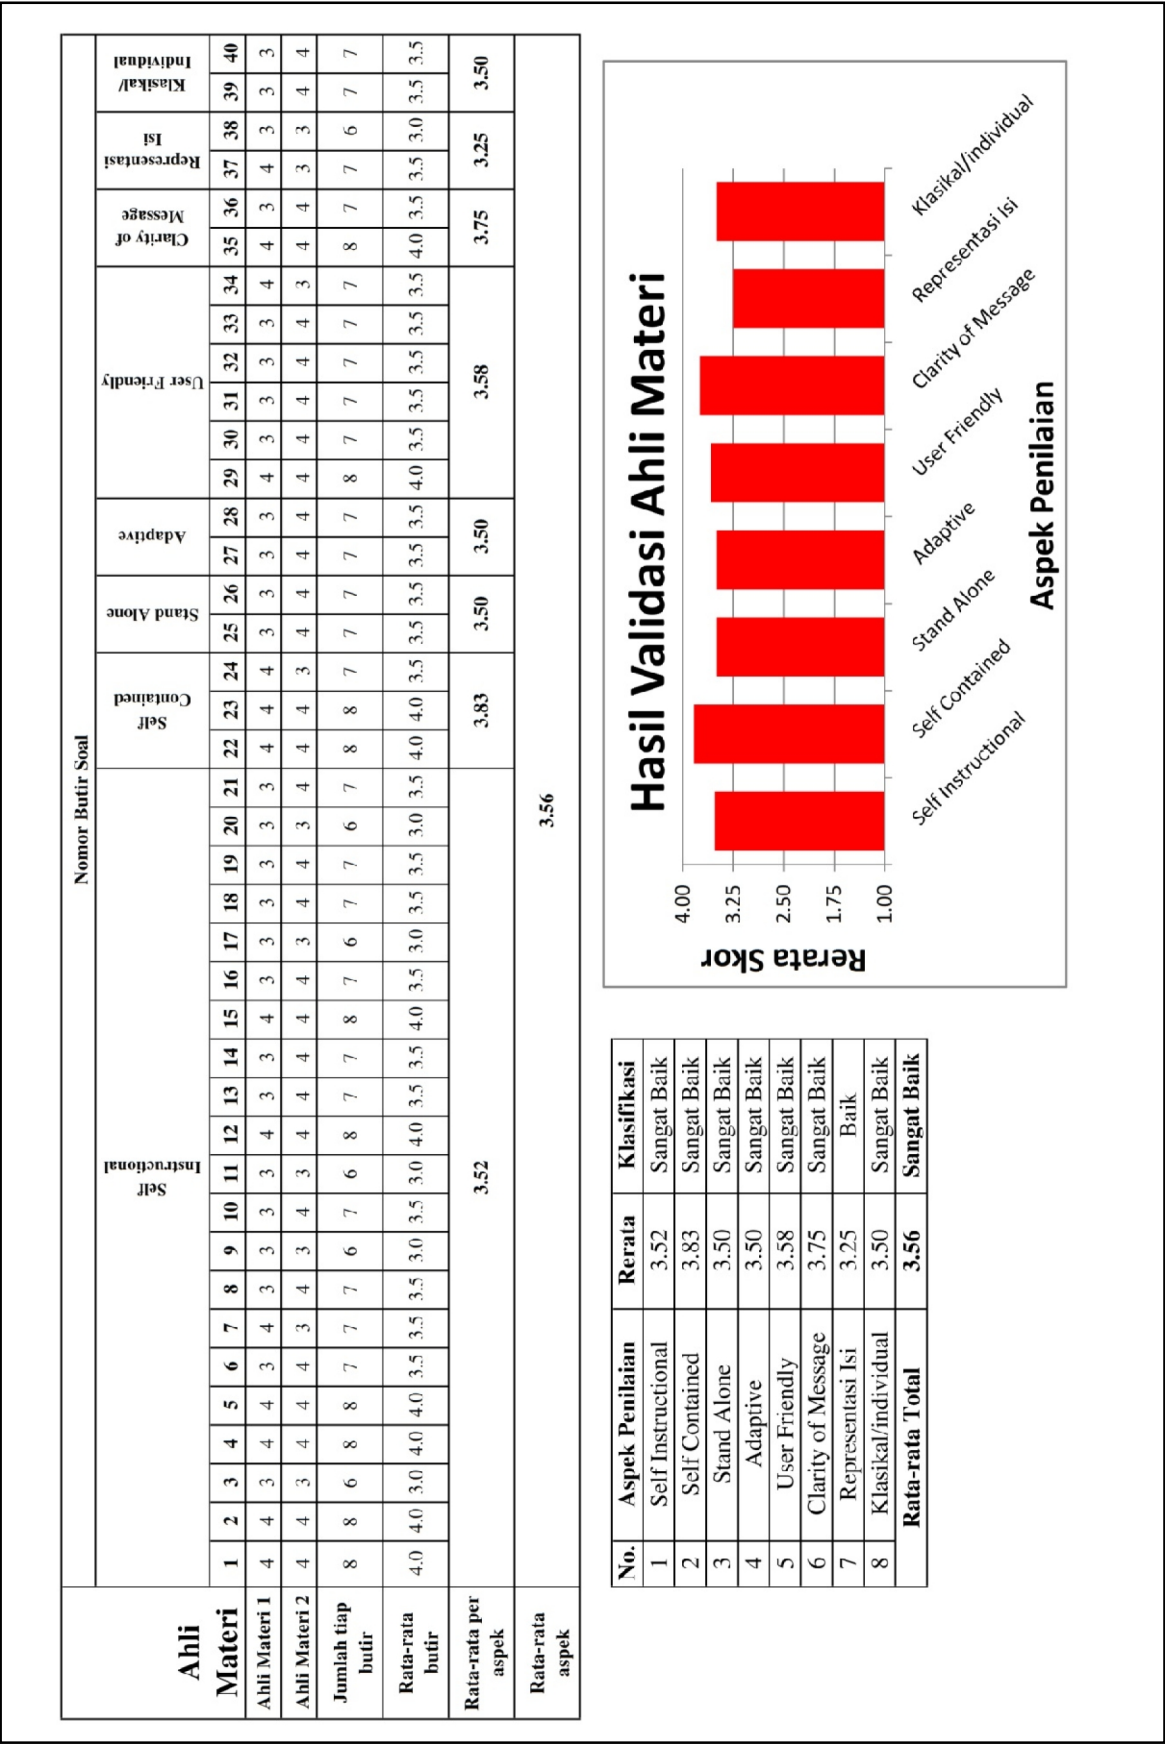 Nomor Butir Soal
Ahli
Materi
Self
Instructional
Self
Contained
Stand Alone
Adaptive
User Friendly
Clarity of
Message
Representasi
Isi
Klasikal/
Individual
1 2 3 4 5 6 7 8 9 10 11 12 13 14 15 16 17 18 19 20 21 22 23 24 25 26 27 28 29 30 31 32 33 34 35 36 37 38 39 40
Ahli Materi 1 4 4 3 4 4 3 4 3 3 3 3 4 3 3 4 3 3 3 3 3 3 4 4 4 3 3 3 3 4 3 3 3 3 4 4 3 4 3 3 3
Ahli Materi 2 4 4 3 4 4 4 3 4 3 4 3 4 4 4 4 4 3 4 4 3 4 4 4 3 4 4 4 4 4 4 4 4 4 3 4 4 3 3 4 4
Jumlah tiap
butir
8 8 6 8 8 7 7 7 6 7 6 8 7 7 8 7 6 7 7 6 7 8 8 7 7 7 7 7 8 7 7 7 7 7 8 7 7 6 7 7
Rata-rata
butir
4.0 4.0 3.0 4.0 4.0 3.5 3.5 3.5 3.0 3.5 3.0 4.0 3.5 3.5 4.0 3.5 3.0 3.5 3.5 3.0 3.5 4.0 4.0 3.5 3.5 3.5 3.5 3.5 4.0 3.5 3.5 3.5 3.5 3.5 4.0 3.5 3.5 3.0 3.5 3.5
Rata-rata per
aspek
3.52 3.83 3.50 3.50 3.58 3.75 3.25 3.50
Rata-rata
aspek
3.56
No. Aspek Penilaian Rerata Klasifikasi
1 Self Instructional 3.52 Sangat Baik
2 Self Contained 3.83 Sangat Baik
3 Stand Alone 3.50 Sangat Baik
4 Adaptive 3.50 Sangat Baik
5 User Friendly 3.58 Sangat Baik
6 Clarity of Message 3.75 Sangat Baik
7 Representasi Isi 3.25 Baik
8 Klasikal/individual 3.50 Sangat Baik
Rata-rata Total 3.56 Sangat Baik
Hasil Validasi Ahli Materi
Rerata Skor
4.00
3.25
2.50
1.75
1.00
Self Instructional
Self Contained
Stand Alone
Adaptive
User Friendly
Clarity of Message
Representasi Isi
Klasikal/individual
Aspek Penilaian